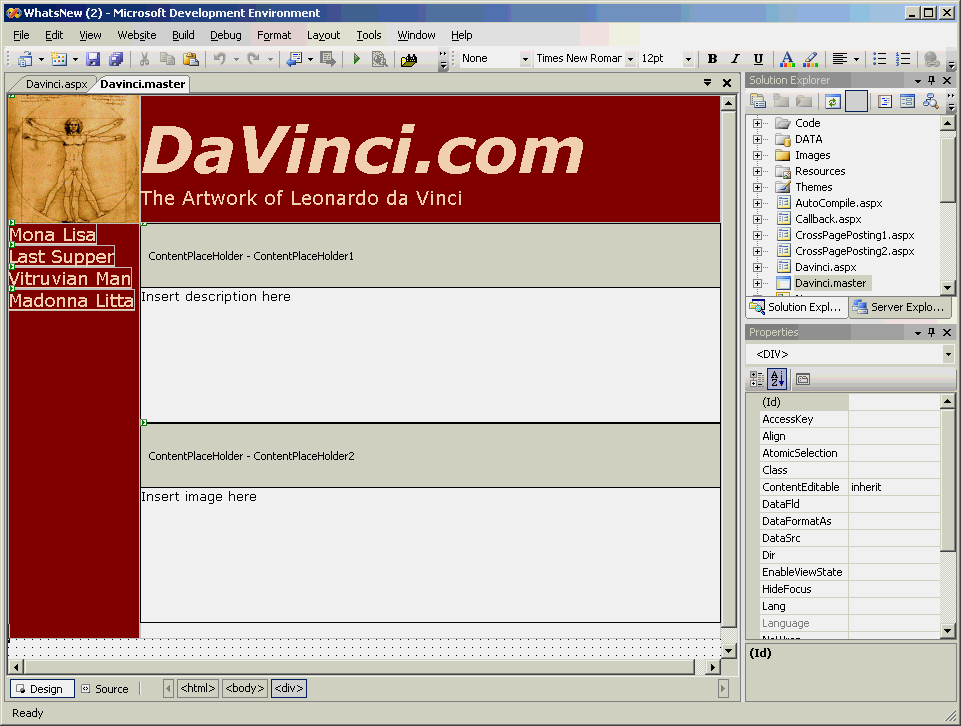 WhatsNew (2) - Microsoft Development Environment
File Edit View Website Build Debug Format Layout Tools Window Help
None Times New Romar 12pt B I U A
Davinci.aspx Davinci.master
DaVinci.com
The Artwork of Leonardo da Vinci
Mona Lisa
Last Supper
Vitruvian Man
Madonna Litta
ContentPlaceHolder - ContentPlaceHolder1
Insert description here
ContentPlaceHolder - ContentPlaceHolder2
Insert image here
Design Source <html> <body> <div>
Ready
Solution Explorer
Code
DATA
Images
Resources
Themes
AutoCompile.aspx
Callback.aspx
CrossPagePosting1.aspx
CrossPagePosting2.aspx
Davinci.aspx
Davinci.master
Solution Expl... Server Explo...
Properties
<DIV>
(Id)
AccessKey
Align
AtomicSelection
Class
ContentEditable inherit
DataFld
DataFormatAs
DataSrc
Dir
EnableViewState
HideFocus
Lang
Language
(Id)